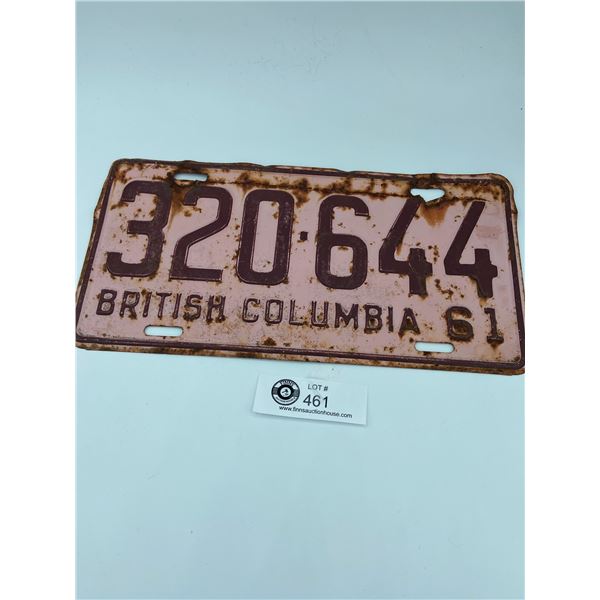 320·644
BRITISH COLUMBIA 61
LOT #
461
www.finnsauctionhouse.com